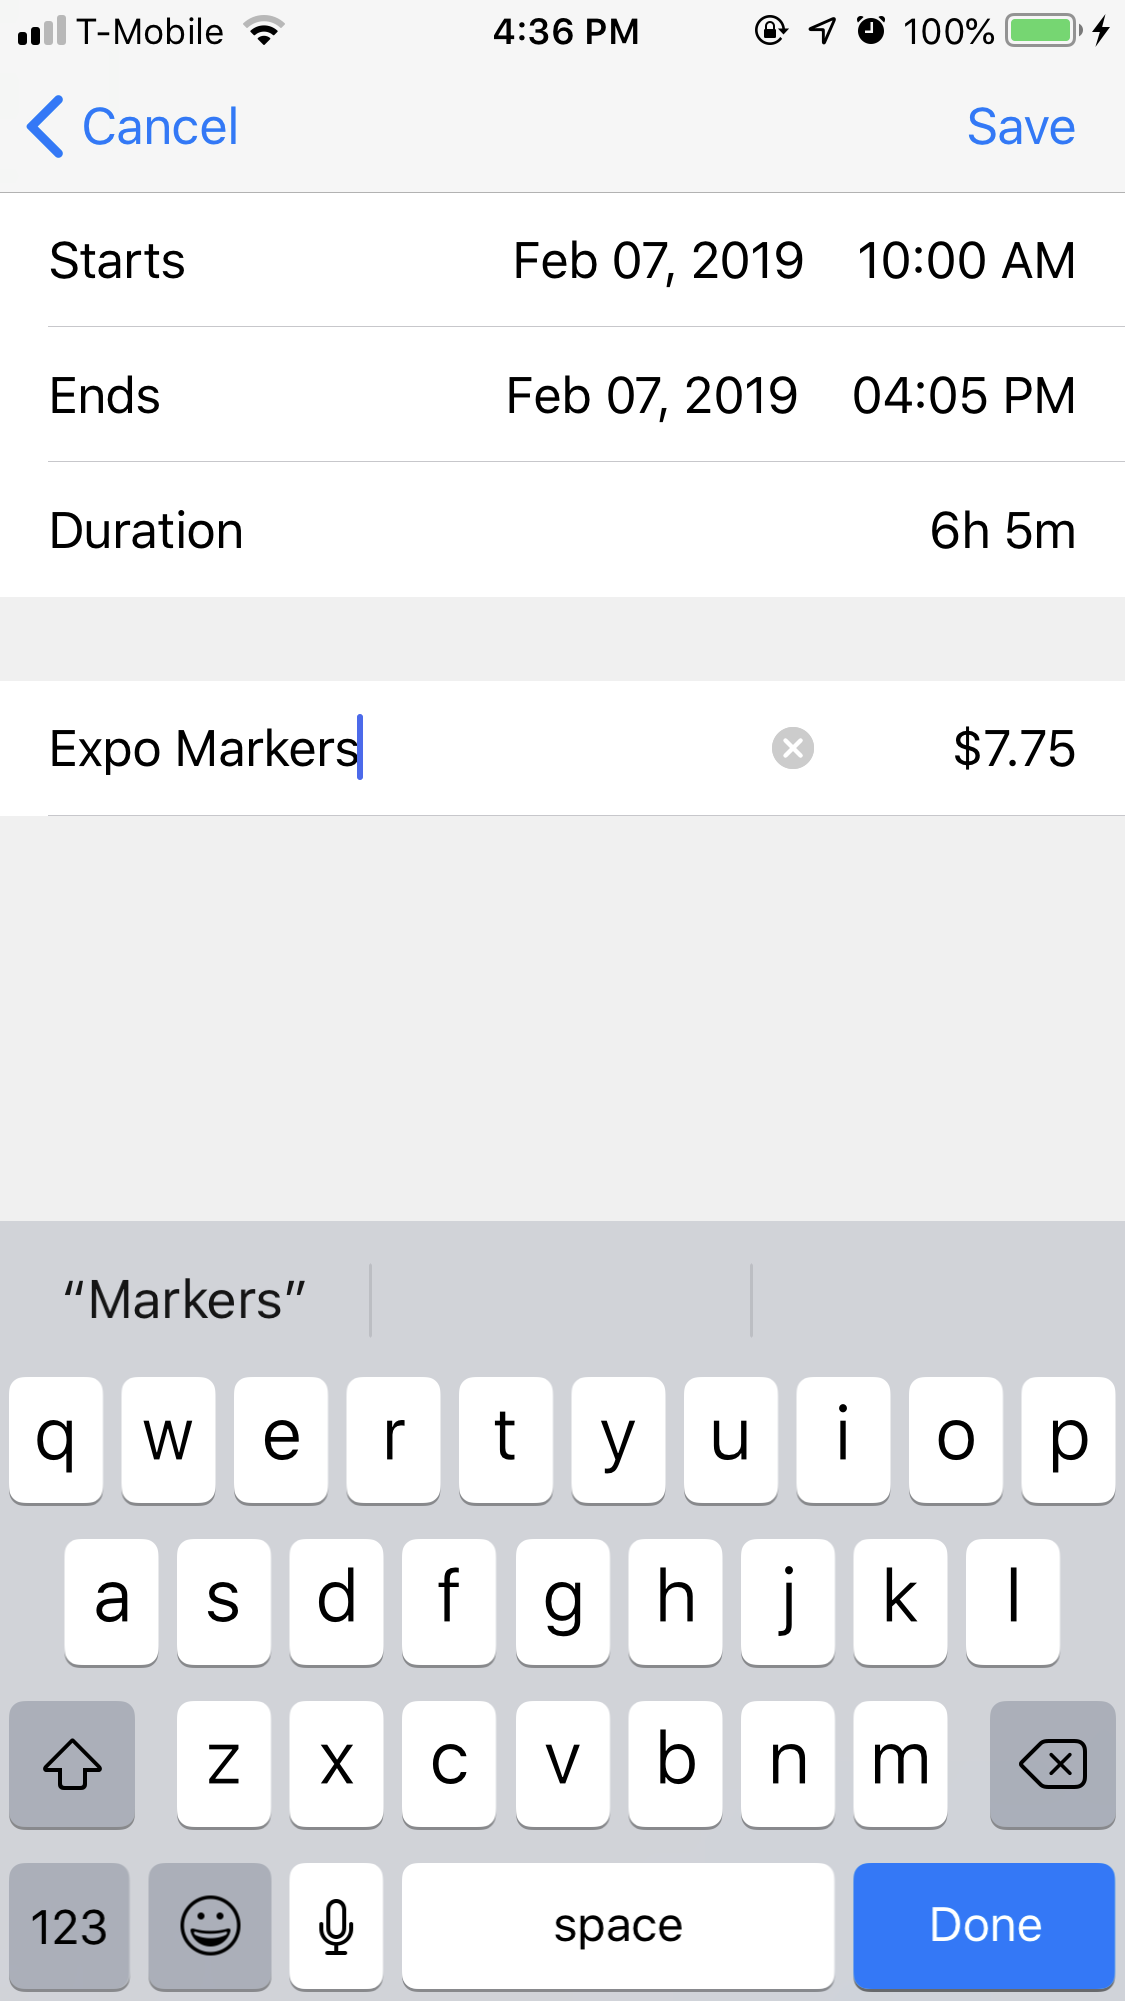 T-Mobile 4:36 PM 100%
Cancel Save
Starts Feb 07, 2019 10:00 AM
Ends Feb 07, 2019 04:05 PM
Duration 6h 5m
Expo Markers $7.75
“Markers”
q w e r t y u i o p
a s d f g h j k l
z x c v b n m
123 space Done